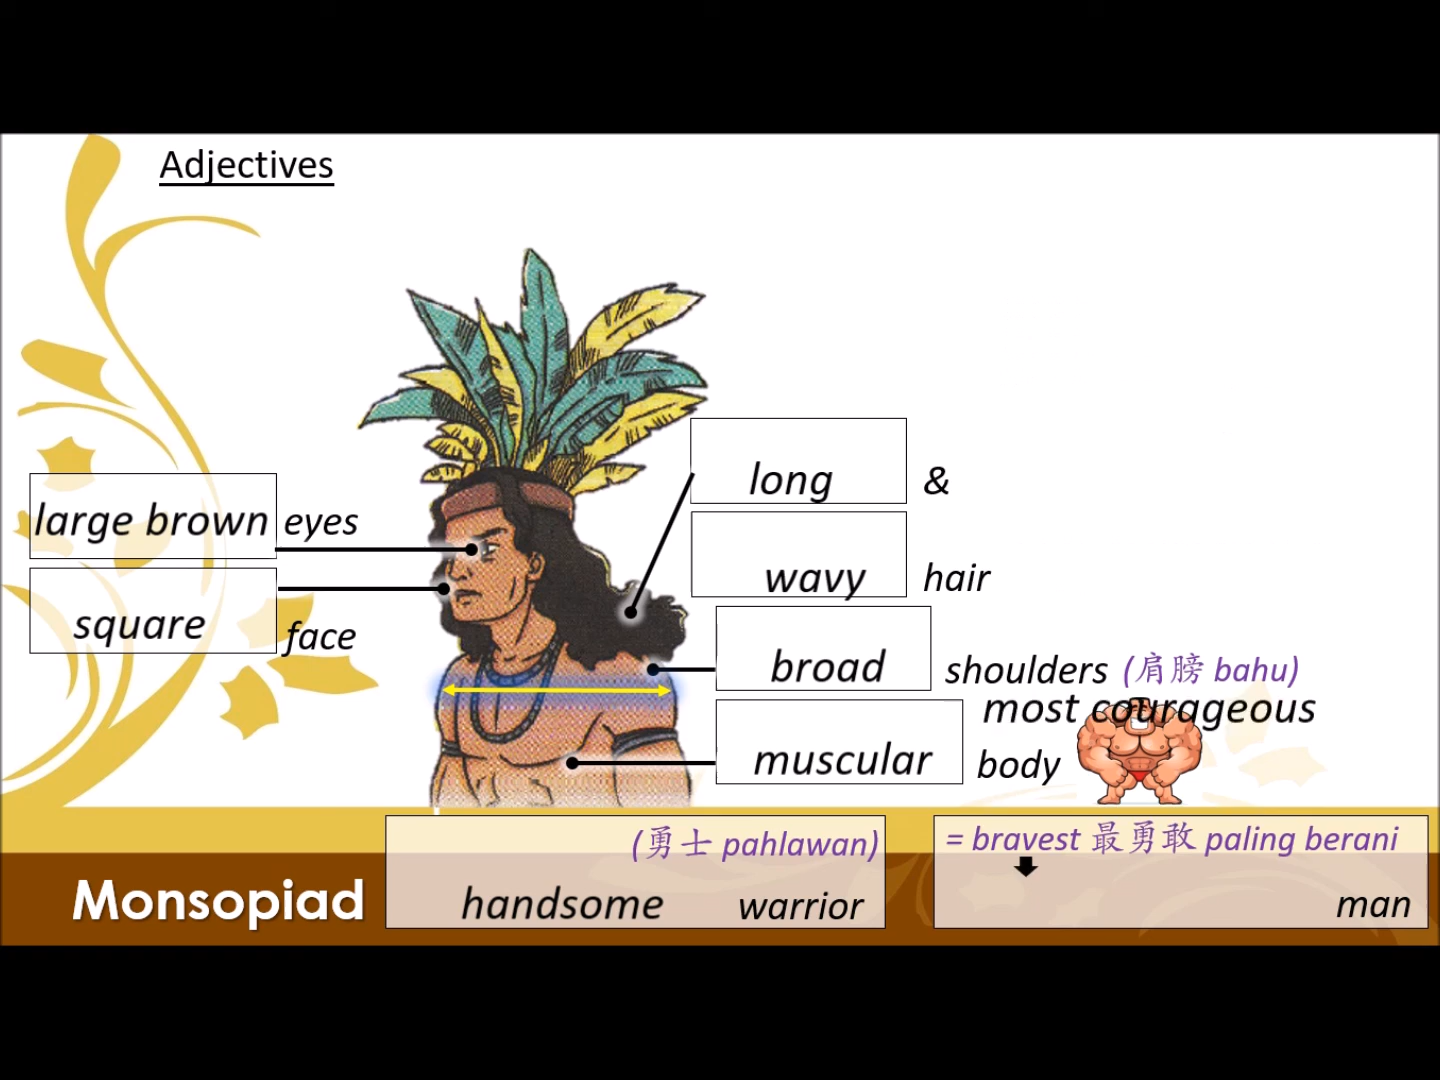 Adjectives
long &
large brown eyes
wavy hair
square face
broad shoulders (肩膀 bahu)
most courageous
muscular body
(勇士 pahlawan)
= bravest 最勇敢 paling berani
Monsopiad
handsome warrior
man